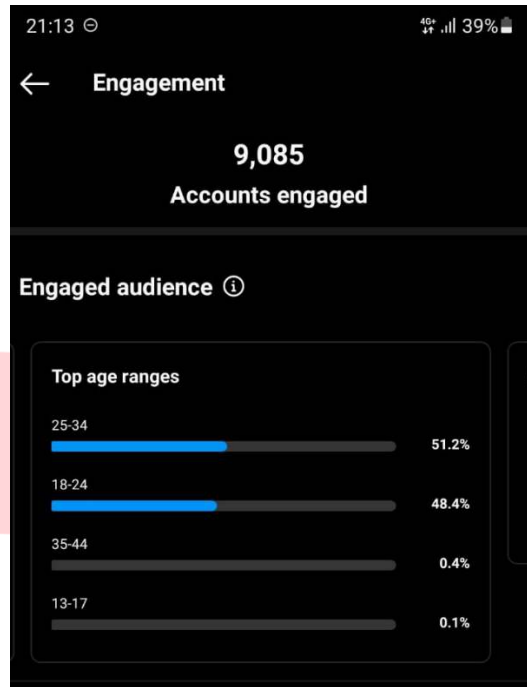 21:13
4G+ 39%
Engagement
9,085
Accounts engaged
Engaged audience
Top age ranges
25-34
51.2%
18-24
48.4%
35-44
0.4%
13-17
0.1%